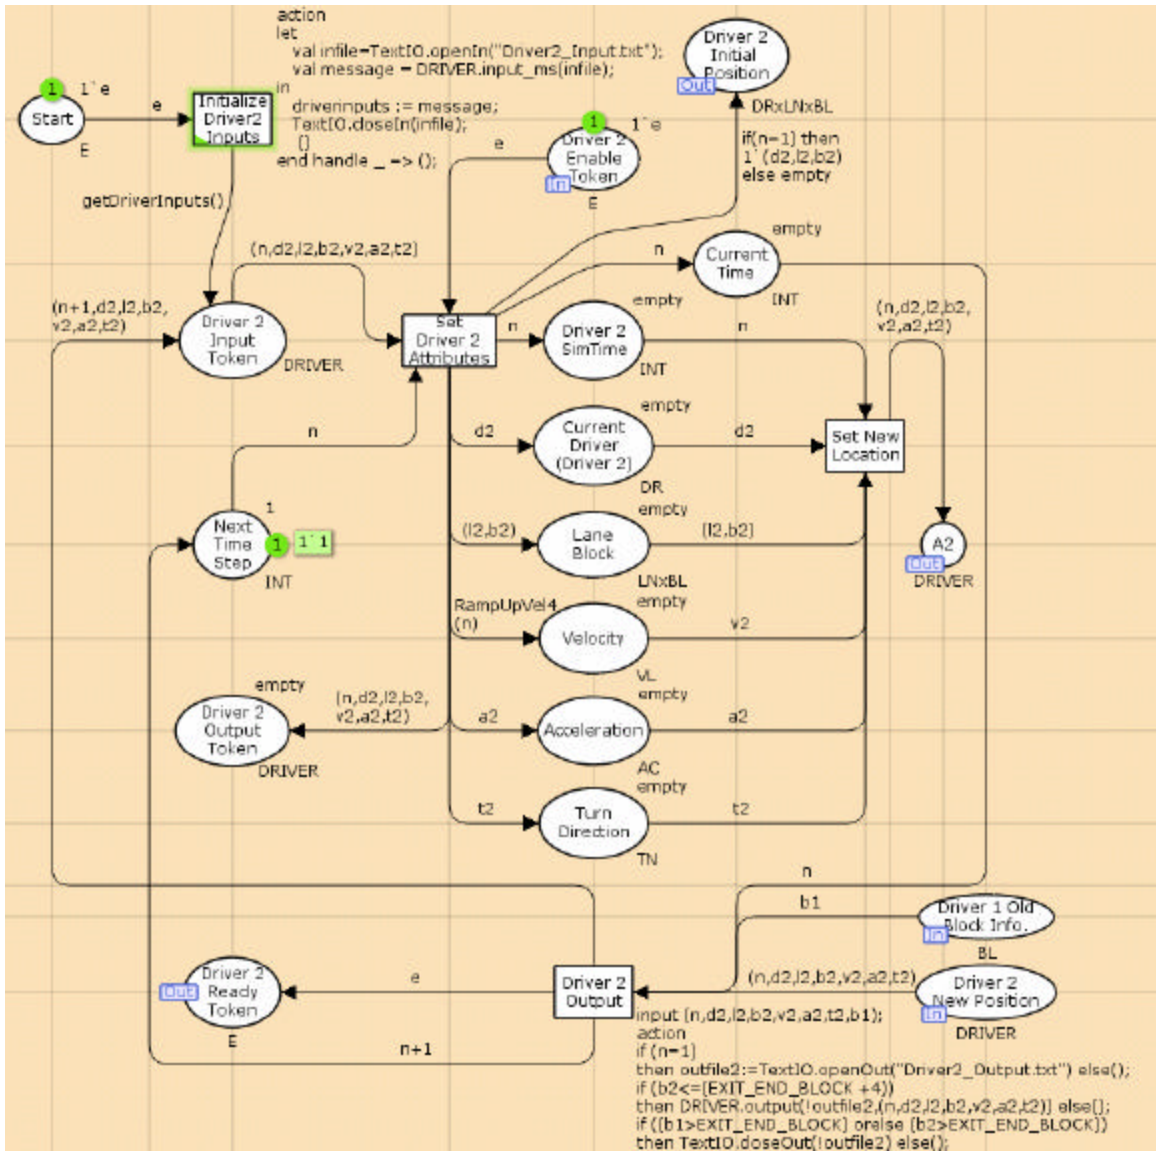 action
let
val infile=TextIO.openIn("Driver2_Input.txt");
val message = DRIVER.input_ms(infile);
in
driverinputs := message;
TextIO.closeIn(infile);
()
end handle _ => ();
1
1`e
Start
E
e
Initialize
Driver2
Inputs
getDriverInputs()
Driver 2
Initial
Position
Out
DRxLNxBL
if(n=1) then
1`(d2,l2,b2)
else empty
1
1`e
Driver 2
Enable
Token
In
E
e
(n,d2,l2,b2,v2,a2,t2)
n
empty
Current
Time
INT
(n+1,d2,l2,b2,
v2,a2,t2)
Driver 2
Input
Token
DRIVER
Set
Driver 2
Attributes
n
empty
Driver 2
SimTime
INT
n
(n,d2,l2,b2,
v2,a2,t2)
n
d2
empty
Current
Driver
(Driver 2)
DR
d2
Set New
Location
1
Next
Time
Step
1
1`1
INT
(l2,b2)
empty
Lane
Block
LNxBL
(l2,b2)
A2
Out
DRIVER
RampUpVel4
(n)
empty
Velocity
VL
v2
empty
Driver 2
Output
Token
DRIVER
(n,d2,l2,b2,
v2,a2,t2)
a2
empty
Acceleration
AC
a2
t2
empty
Turn
Direction
TN
t2
n
b1
Driver 1 Old
Block Info.
In
BL
Driver 2
Ready
Token
Out
E
e
Driver 2
Output
(n,d2,l2,b2,v2,a2,t2)
Driver 2
New Position
In
DRIVER
n+1
input (n,d2,l2,b2,v2,a2,t2,b1);
action
if (n=1)
then outfile2:=TextIO.openOut("Driver2_Output.txt") else();
if (b2<=(EXIT_END_BLOCK +4))
then DRIVER.output(!outfile2,(n,d2,l2,b2,v2,a2,t2)) else();
if ((b1>EXIT_END_BLOCK) orelse (b2>EXIT_END_BLOCK))
then TextIO.closeOut(!outfile2) else();